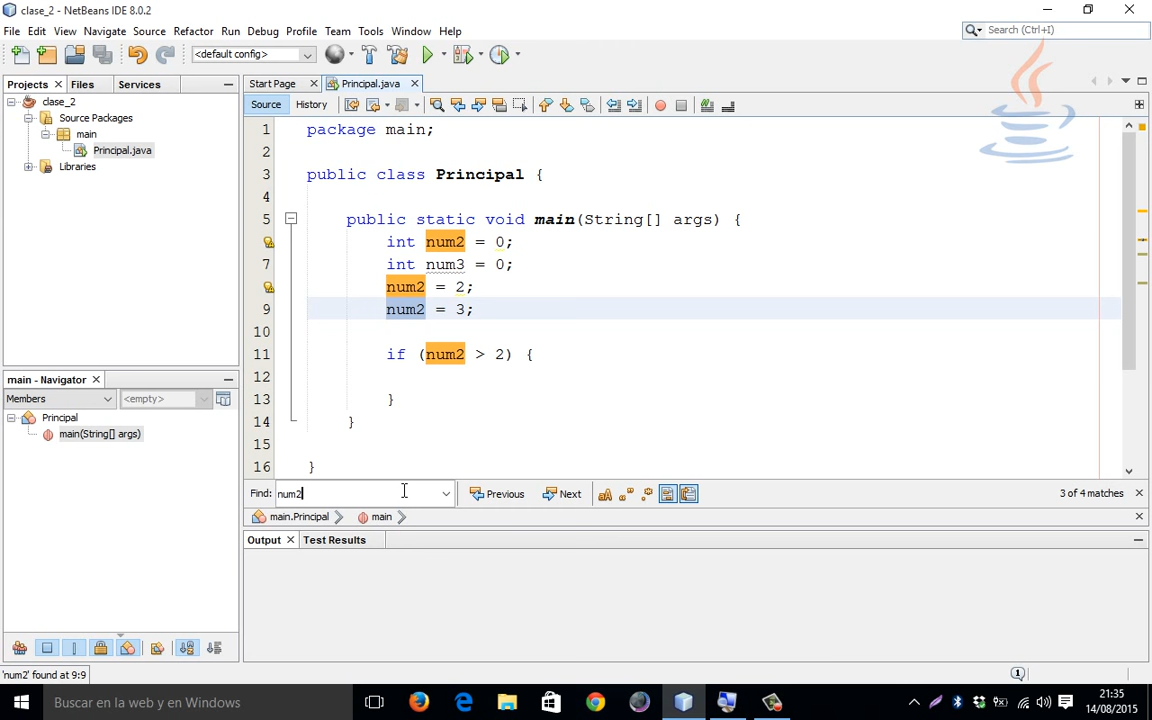 clase_2 - NetBeans IDE 8.0.2
File Edit View Navigate Source Refactor Run Debug Profile Team Tools Window Help
Search (Ctrl+I)
<default config>
Projects Files Services
Start Page Principal.java
clase_2
Source History
Source Packages
main
Principal.java
Libraries
1 package main;
2
3 public class Principal {
4
5 public static void main(String[] args) {
int num2 = 0;
7 int num3 = 0;
num2 = 2;
9 num2 = 3;
10
11 if (num2 > 2) {
12
13 }
14 }
15
16 }
main - Navigator
Members <empty>
Principal
main(String[] args)
Find: num2 Previous Next 3 of 4 matches
main.Principal main
Output Test Results
'num2' found at 9:9
1
Buscar en la web y en Windows
21:35
14/08/2015